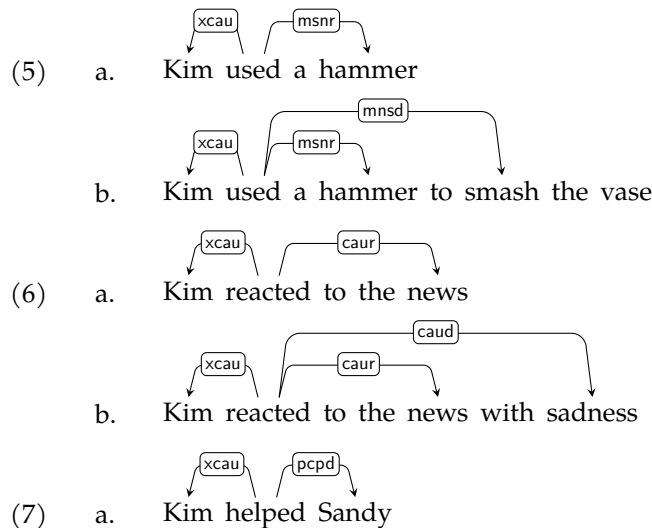 xcau msnr
(5) a. Kim used a hammer
mnsd
xcau msnr
b. Kim used a hammer to smash the vase
xcau caur
(6) a. Kim reacted to the news
caud
xcau caur
b. Kim reacted to the news with sadness
xcau pcpd
(7) a. Kim helped Sandy